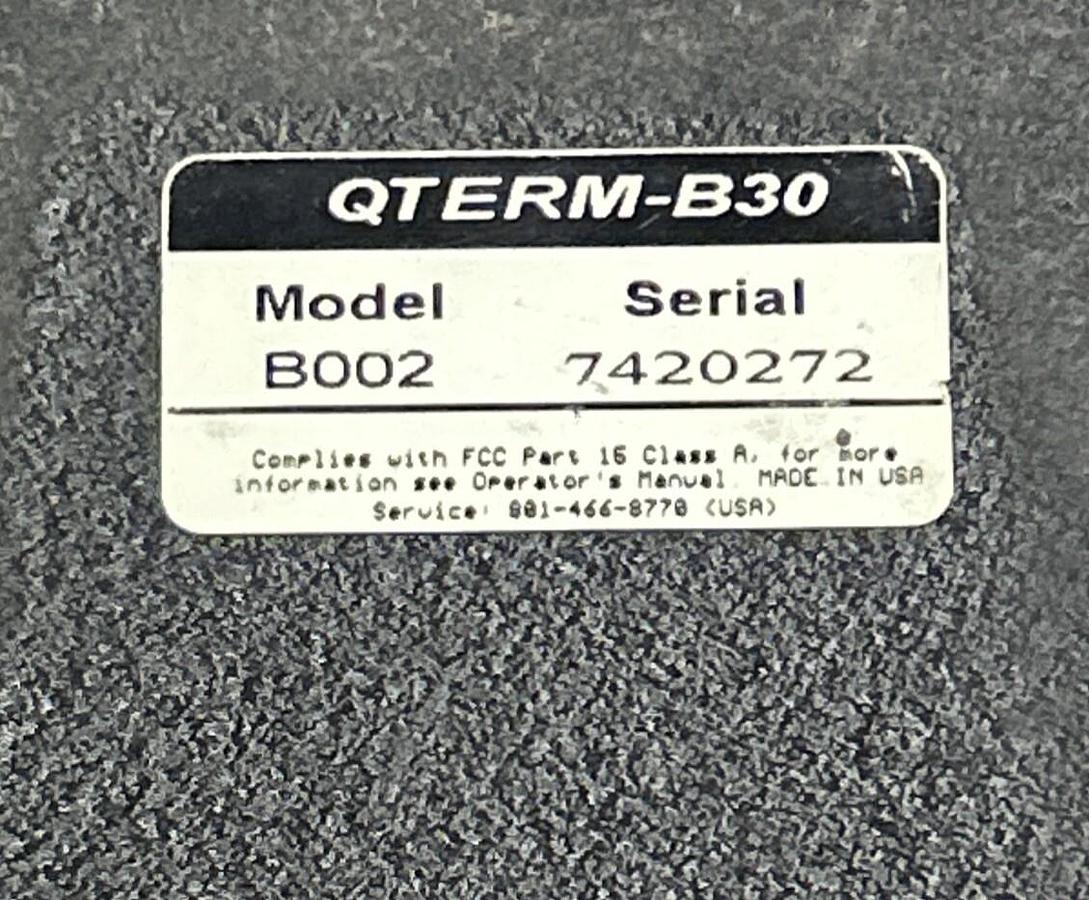 QTERM-B30
Model Serial
B002 7420272
Complies with FCC Part 15 Class A, for more
information see Operator's Manual. MADE IN USA
Service: 801-466-8770 (USA)